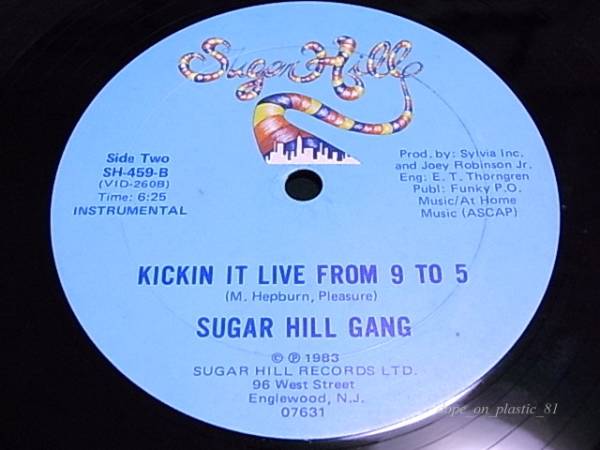 Sugar Hill
Side Two
SH-459-B
(VID-260B)
Time: 6:25
INSTRUMENTAL
Prod. by: Sylvia Inc.
and Joey Robinson Jr.
Eng: E. T. Thorngren
Publ: Funky P.O.
Music/At Home
Music (ASCAP)
KICKIN IT LIVE FROM 9 TO 5
(M. Hepburn, Pleasure)
SUGAR HILL GANG
© ℗ 1983
SUGAR HILL RECORDS LTD.
96 West Street
Englewood, N.J.
07631
dope_on_plastic_81